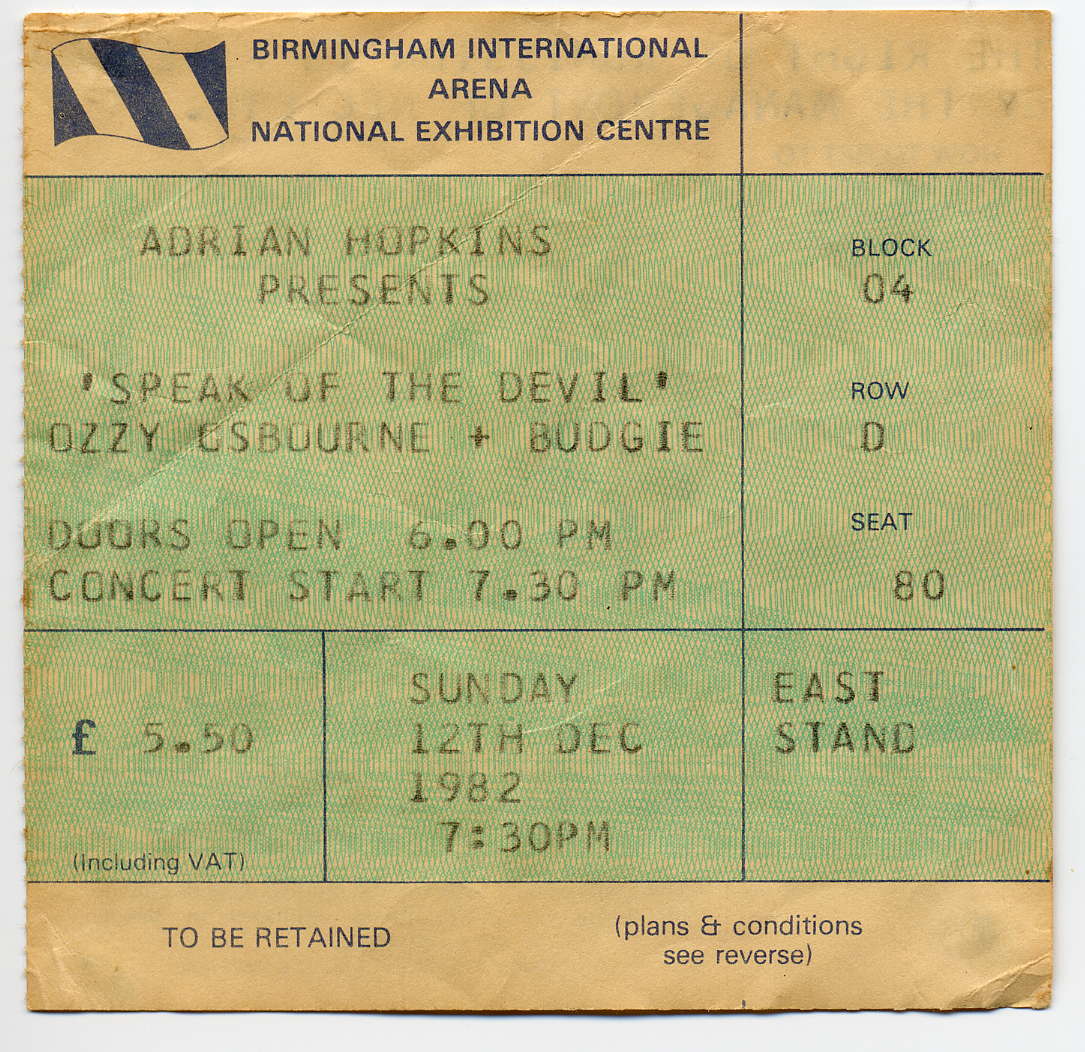 BIRMINGHAM INTERNATIONAL
ARENA
NATIONAL EXHIBITION CENTRE
ADRIAN HOPKINS
PRESENTS
'SPEAK OF THE DEVIL'
OZZY OSBOURNE + BUDGIE
DOORS OPEN 6.00 PM
CONCERT START 7.30 PM
BLOCK
04
ROW
D
SEAT
80
£ 5.50
(Including VAT)
SUNDAY
12TH DEC
1982
7:30PM
EAST
STAND
TO BE RETAINED
(plans & conditions
see reverse)